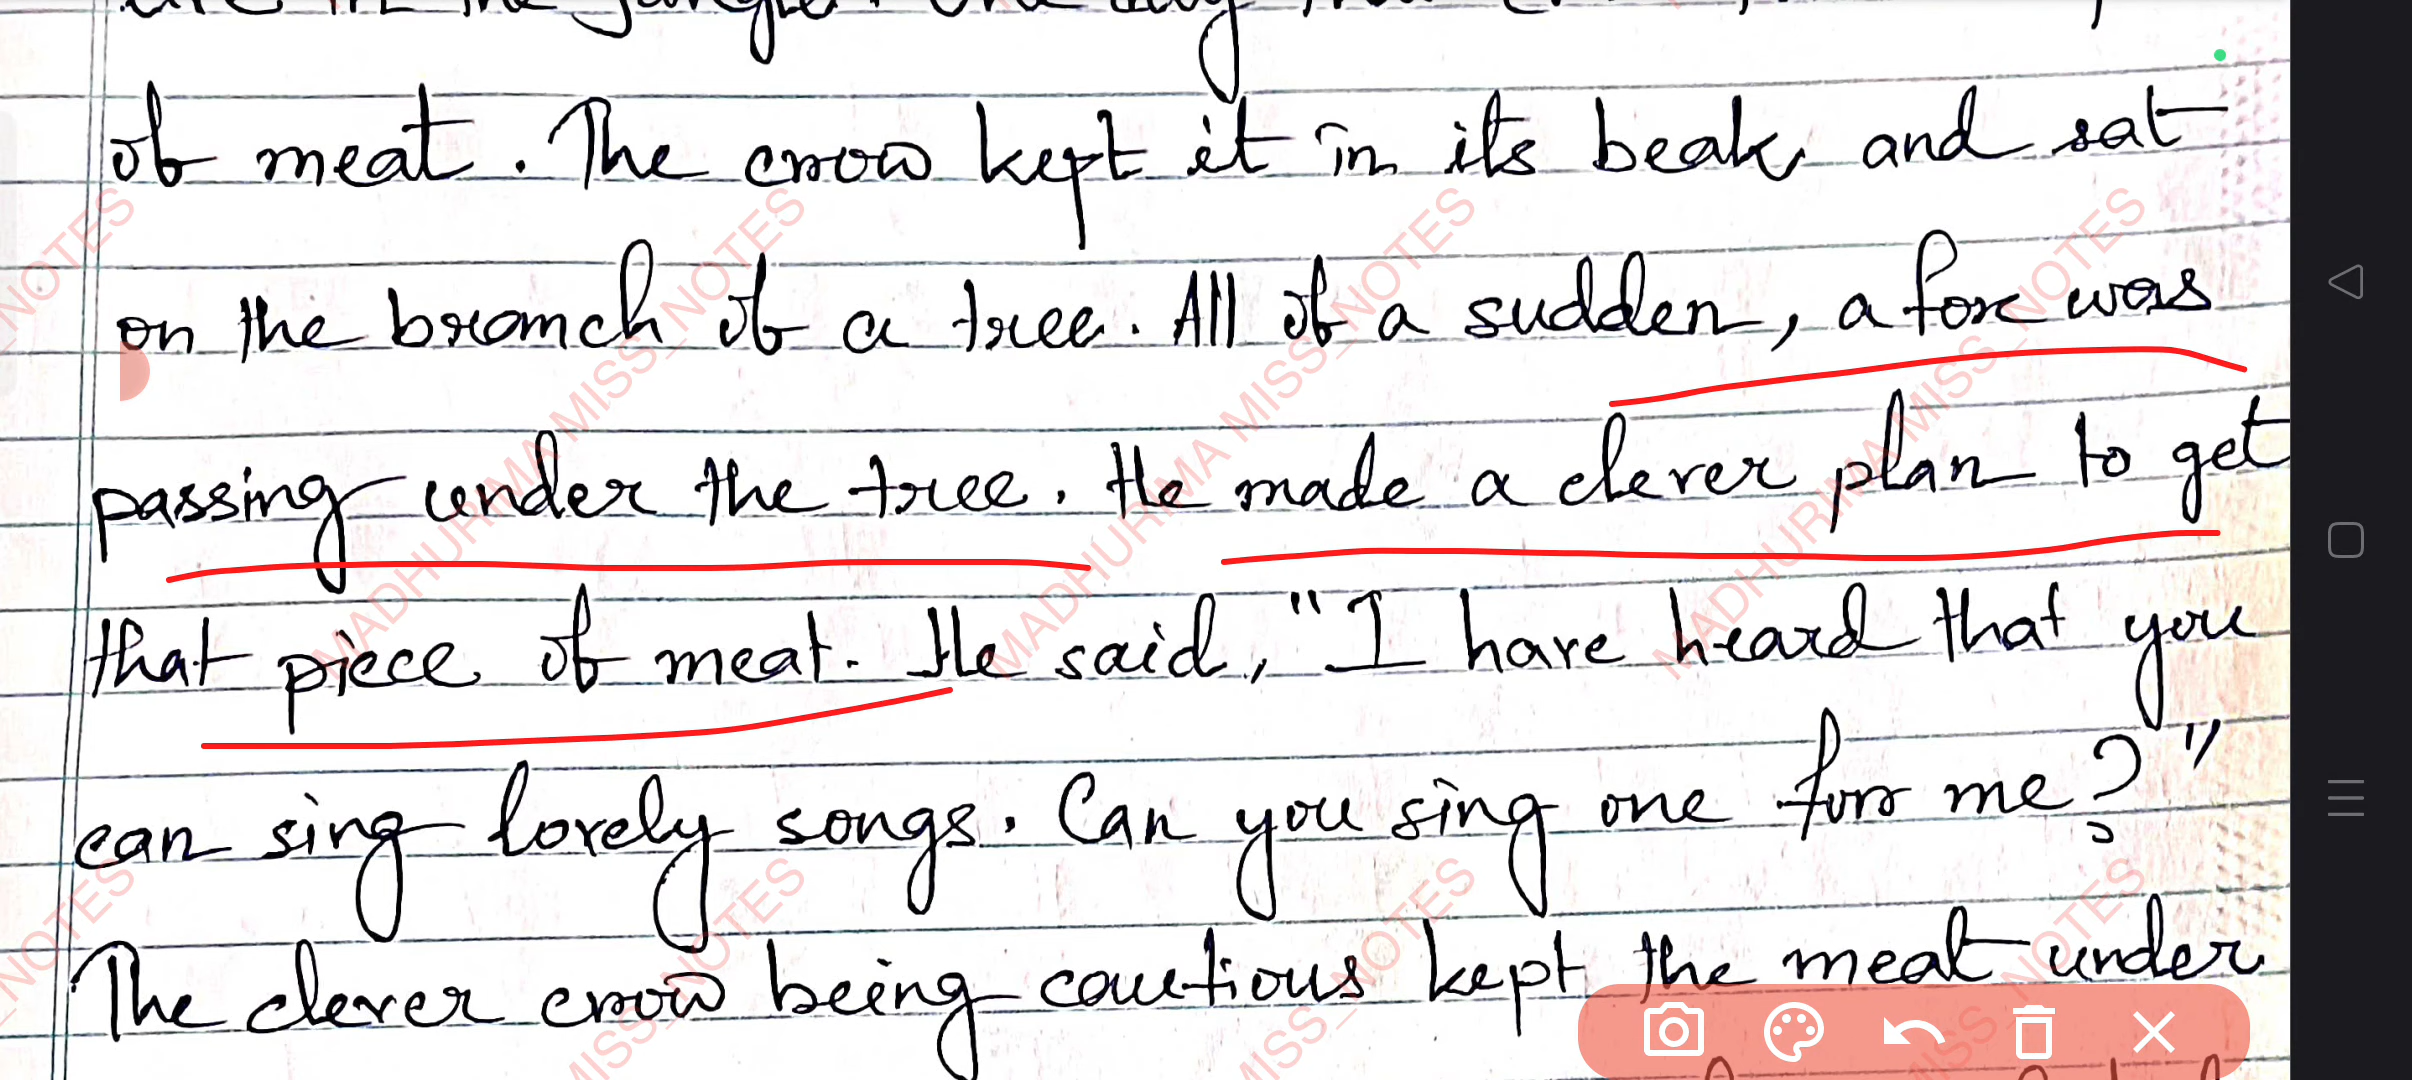 of meat. The crow kept it in its beak and sat
on the branch of a tree. All of a sudden, a fox was
passing under the tree. He made a clever plan to get
that piece of meat. He said, "I have heard that you
can sing lovely songs. Can you sing one for me?"
The clever crow being cautious kept the meat under
MADHURIMA MISS_NOTES